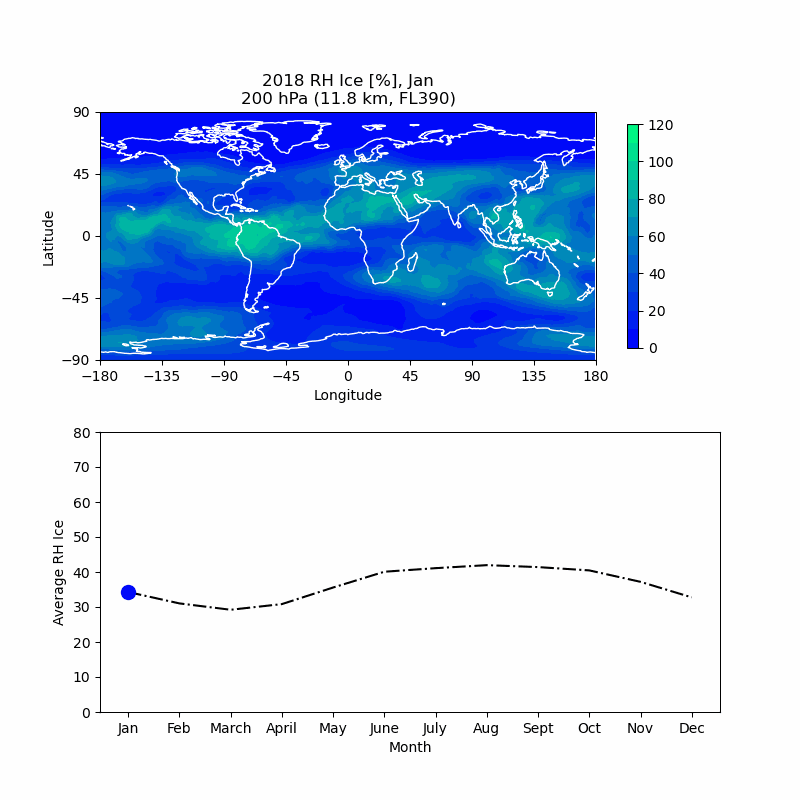 2018 RH Ice [%], Jan
200 hPa (11.8 km, FL390)
90
45
0
−45
−90
Latitude
−180 −135 −90 −45 0 45 90 135 180
Longitude
120
100
80
60
40
20
0
80
70
60
50
40
30
20
10
0
Average RH Ice
Jan Feb March April May June July Aug Sept Oct Nov Dec
Month